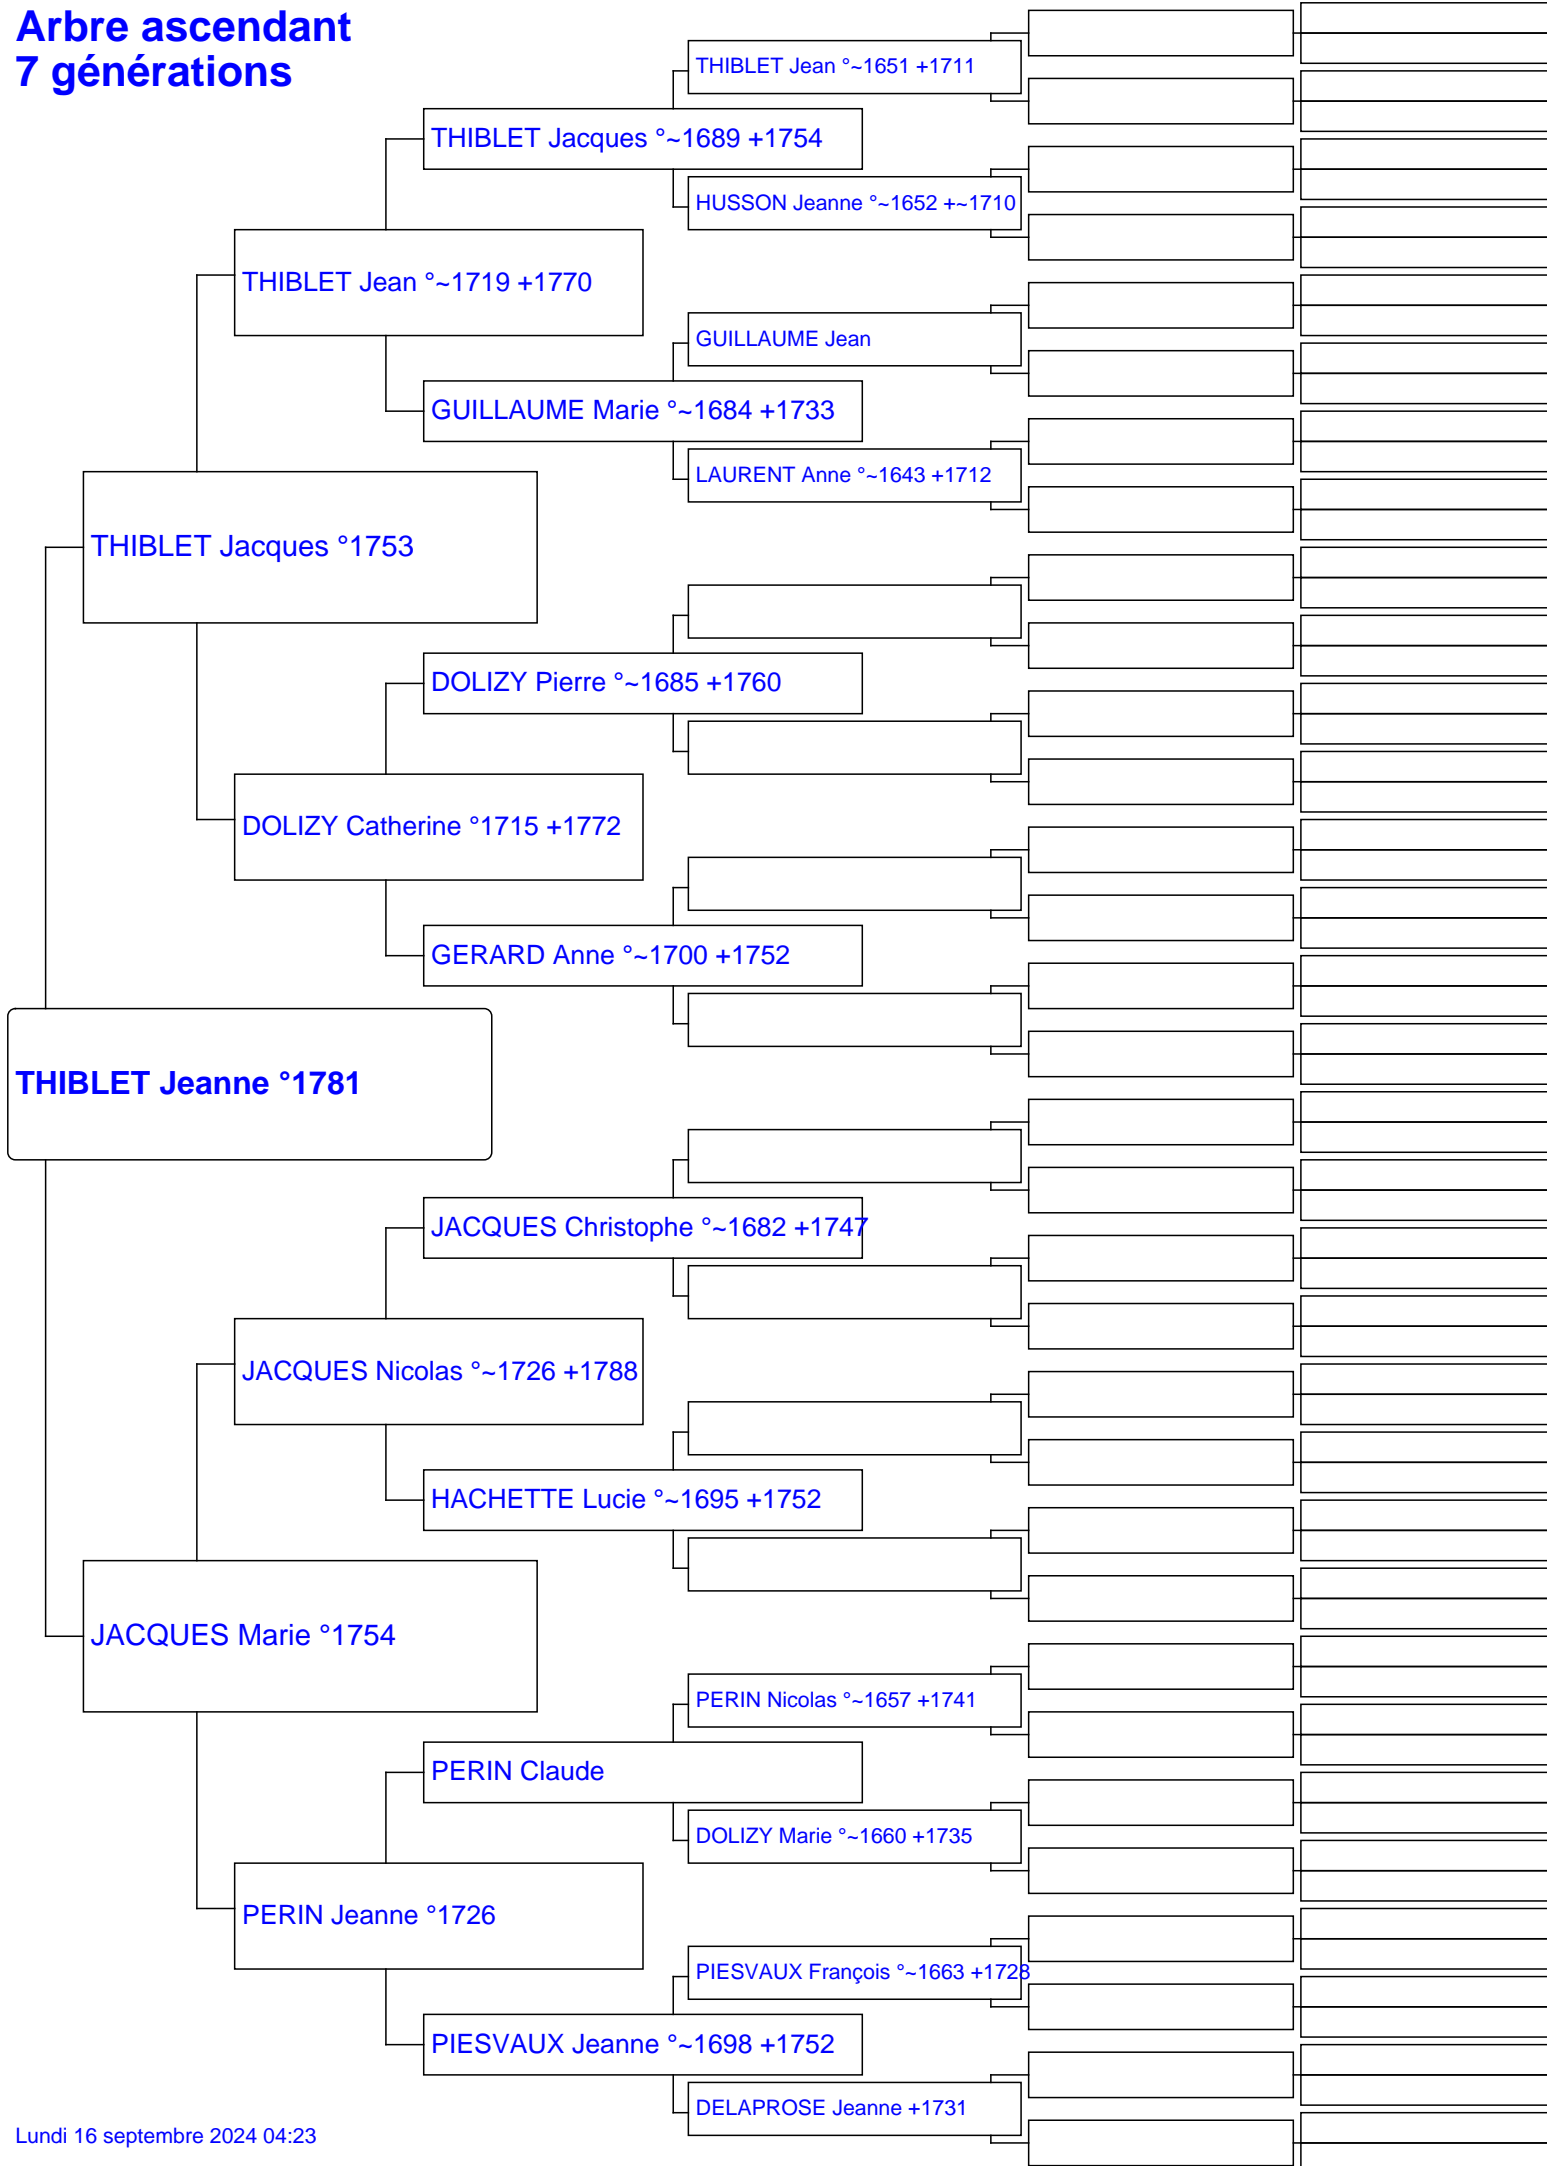 Arbre ascendant
7 générations
THIBLET Jean °~1651 +1711
THIBLET Jacques °~1689 +1754
HUSSON Jeanne °~1652 +~1710
THIBLET Jean °~1719 +1770
GUILLAUME Jean
GUILLAUME Marie °~1684 +1733
LAURENT Anne °~1643 +1712
THIBLET Jacques °1753
DOLIZY Pierre °~1685 +1760
DOLIZY Catherine °1715 +1772
GERARD Anne °~1700 +1752
THIBLET Jeanne °1781
JACQUES Christophe °~1682 +1747
JACQUES Nicolas °~1726 +1788
HACHETTE Lucie °~1695 +1752
JACQUES Marie °1754
PERIN Nicolas °~1657 +1741
PERIN Claude
DOLIZY Marie °~1660 +1735
PERIN Jeanne °1726
PIESVAUX François °~1663 +1728
PIESVAUX Jeanne °~1698 +1752
DELAPROSE Jeanne +1731
Lundi 16 septembre 2024 04:23